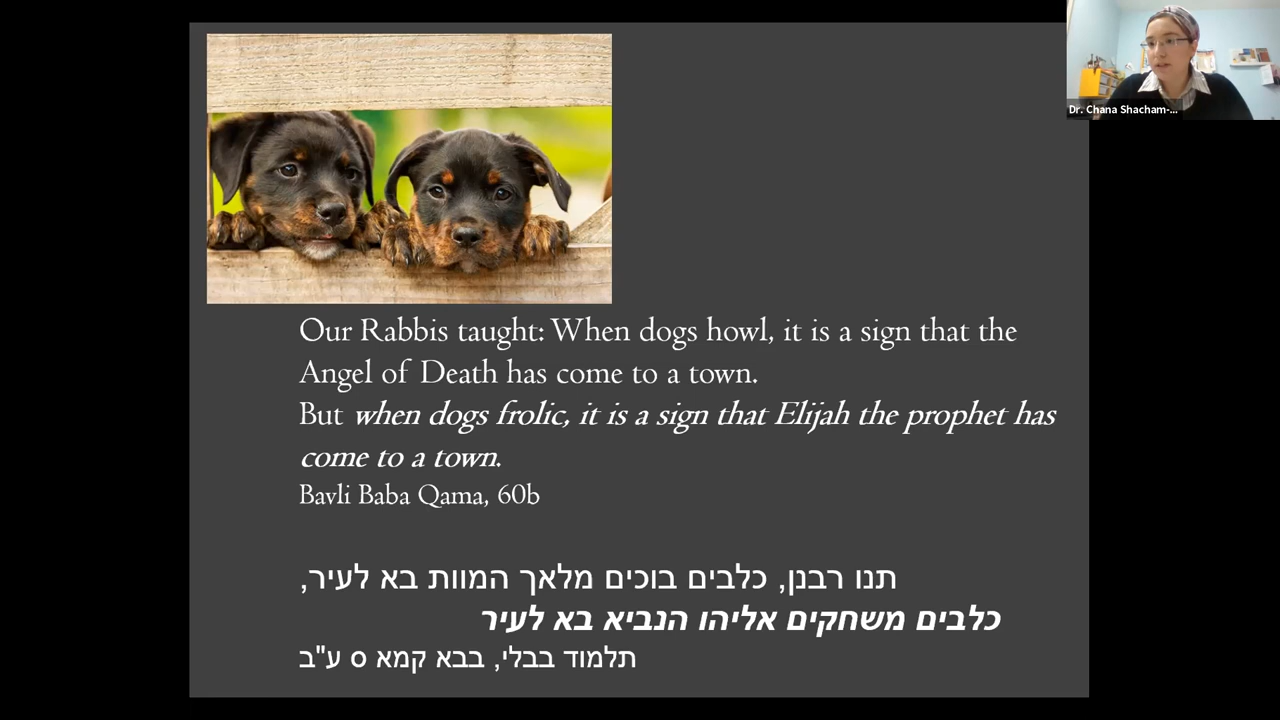 Dr. Chana Shacham-...
Our Rabbis taught: When dogs howl, it is a sign that the
Angel of Death has come to a town.
But when dogs frolic, it is a sign that Elijah the prophet has
come to a town.
Bavli Baba Qama, 60b
תנו רבנן, כלבים בוכים מלאך המוות בא לעיר,
כלבים משחקים אליהו הנביא בא לעיר
תלמוד בבלי, בבא קמא ס ע"ב